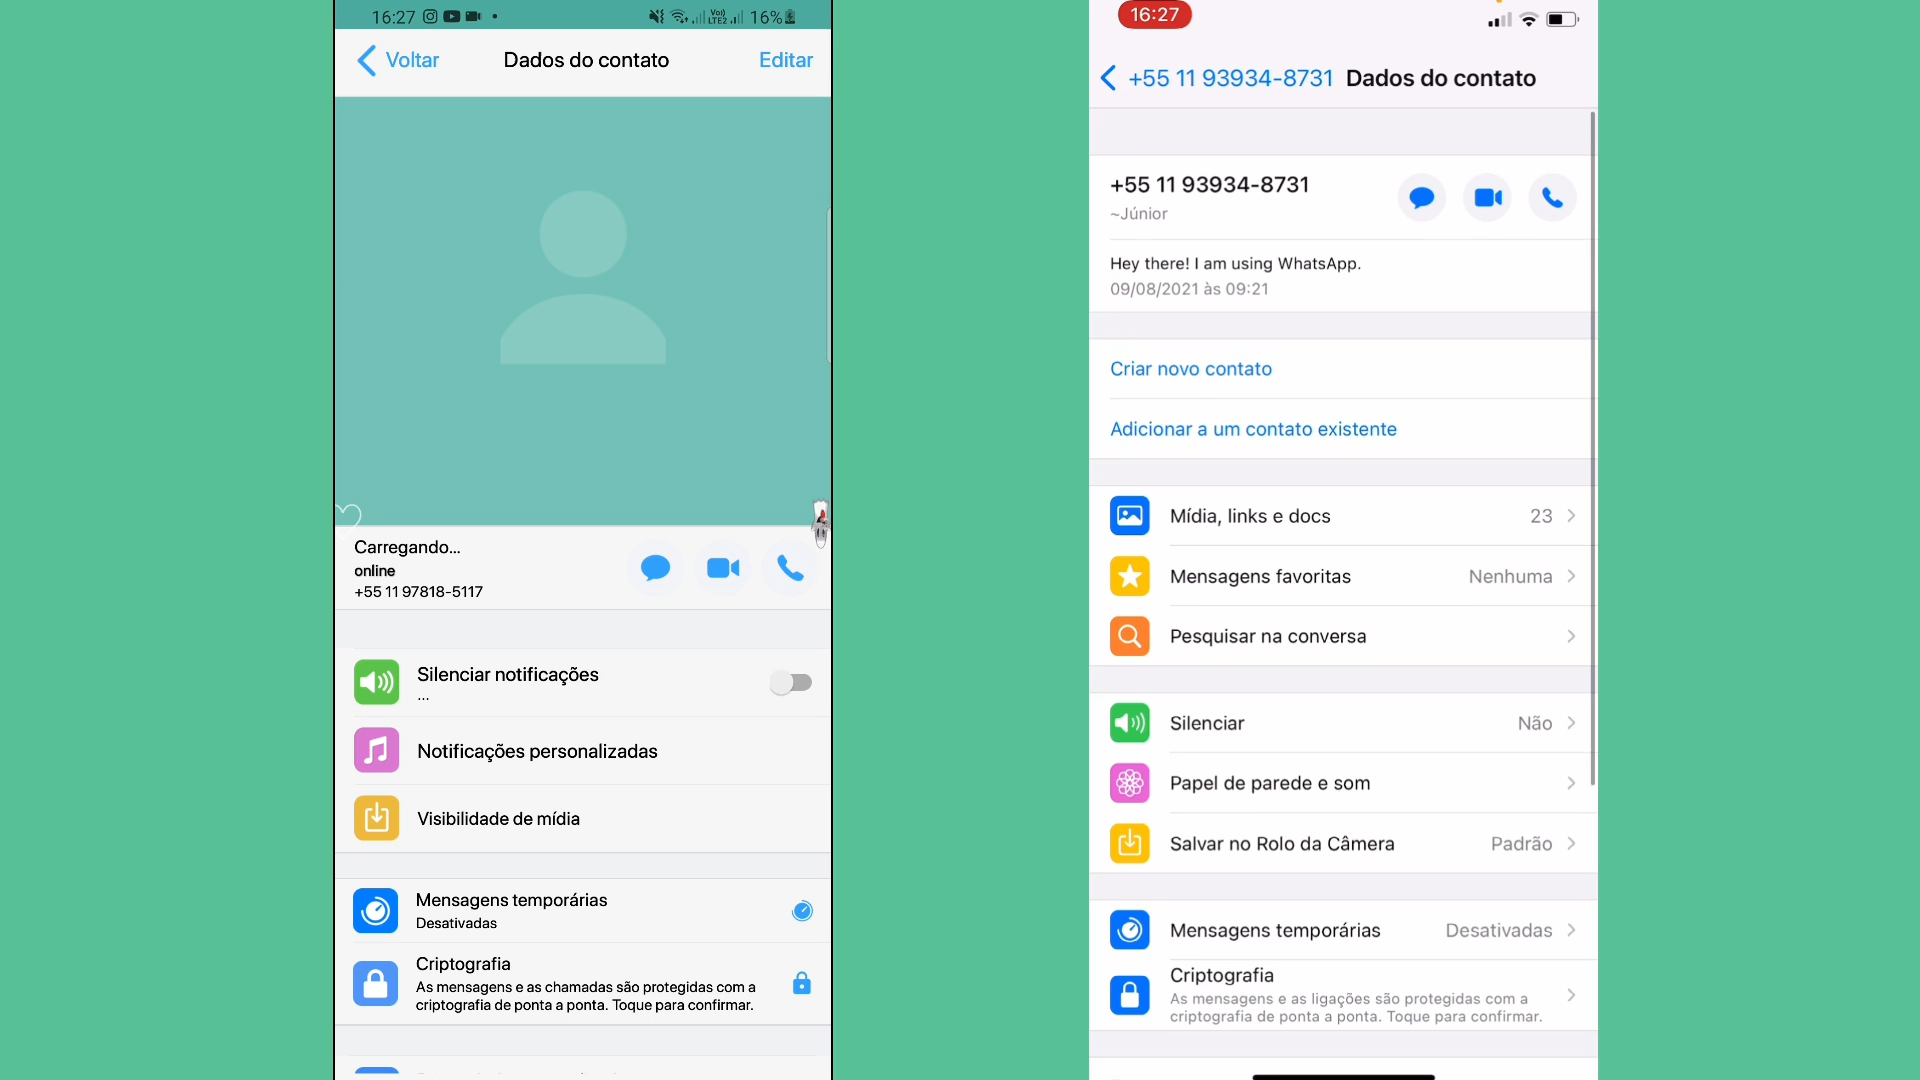 16:27
Vo))
LTE2
16%
Voltar
Dados do contato
Editar
Carregando...
online
+55 11 97818-5117
Silenciar notificações
...
Notificações personalizadas
Visibilidade de mídia
Mensagens temporárias
Desativadas
Criptografia
As mensagens e as chamadas são protegidas com a
criptografia de ponta a ponta. Toque para confirmar.
16:27
+55 11 93934-8731
Dados do contato
+55 11 93934-8731
~Júnior
Hey there! I am using WhatsApp.
09/08/2021 às 09:21
Criar novo contato
Adicionar a um contato existente
Mídia, links e docs
23
Mensagens favoritas
Nenhuma
Pesquisar na conversa
Silenciar
Não
Papel de parede e som
Salvar no Rolo da Câmera
Padrão
Mensagens temporárias
Desativadas
Criptografia
As mensagens e as ligações são protegidas com a
criptografia de ponta a ponta. Toque para confirmar.